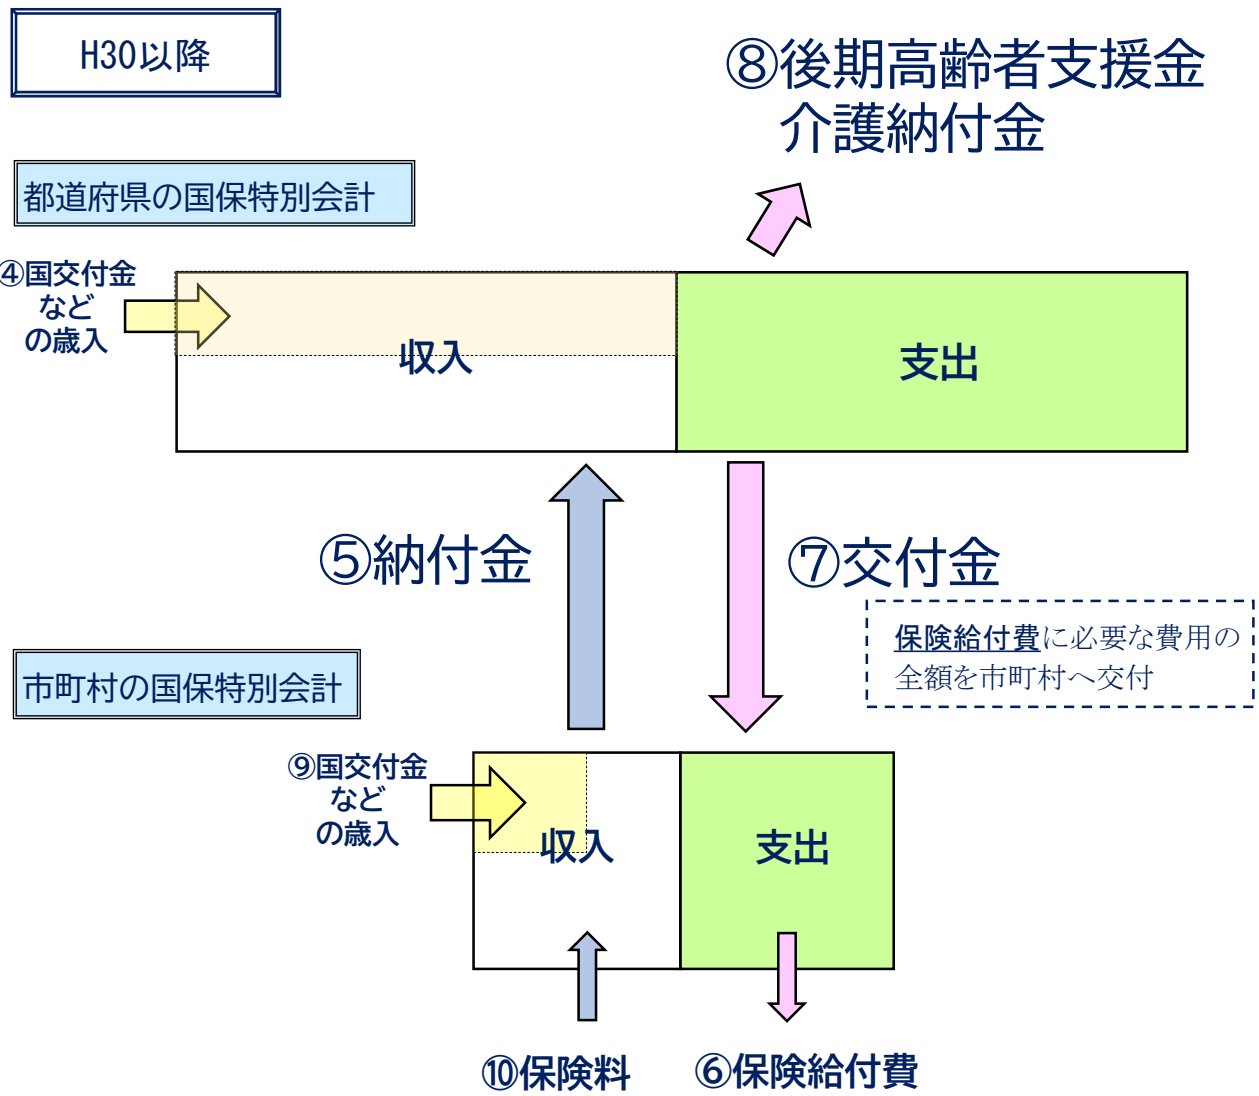 H30以降
⑧後期高齢者支援金
介護納付金
都道府県の国保特別会計
④国交付金
など
の歳入
収入
支出
⑤納付金
⑦交付金
保険給付費に必要な費用の
全額を市町村へ交付
市町村の国保特別会計
⑨国交付金
など
の歳入
収入
支出
⑩保険料
⑥保険給付費